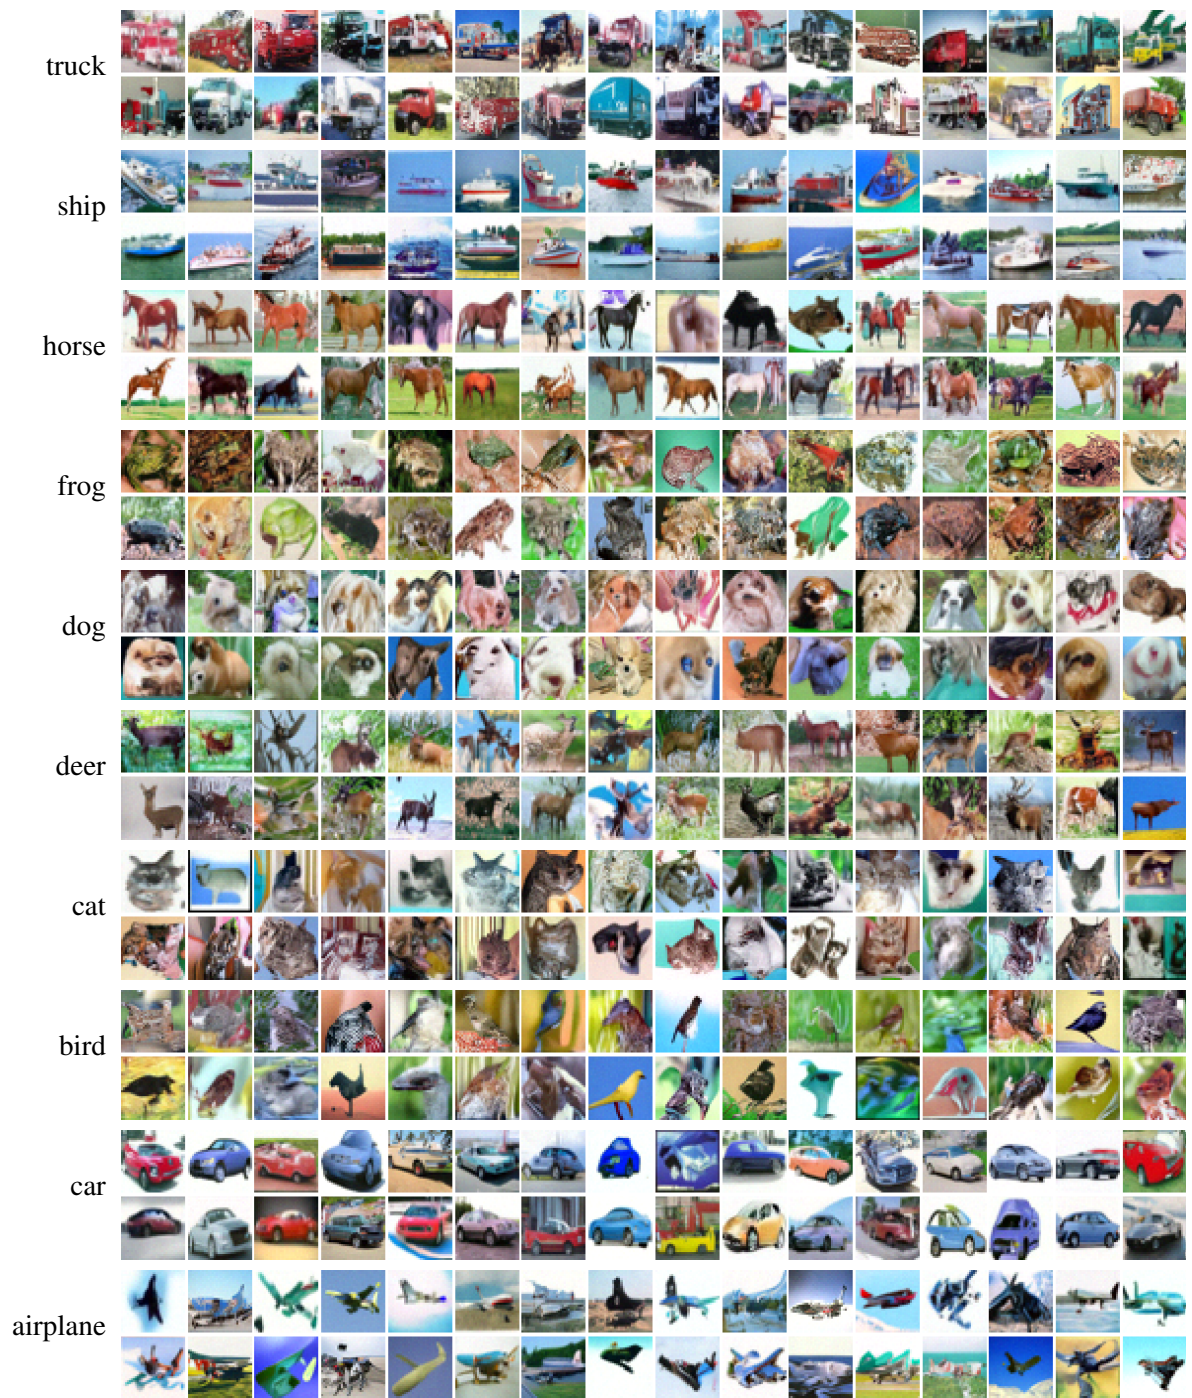 truck
ship
horse
frog
dog
deer
cat
bird
car
airplane